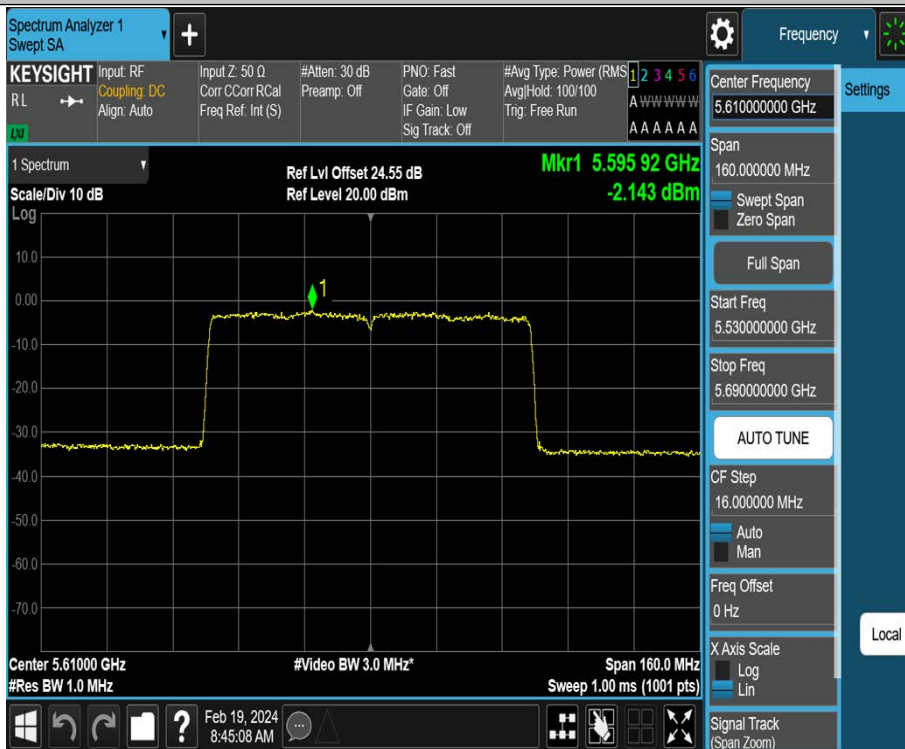 Spectrum Analyzer 1
Swept SA
+
Frequency
KEYSIGHT
RL
LXI
Input: RF
Coupling: DC
Align: Auto
Input Z: 50 Ω
Corr CCorr RCal
Freq Ref: Int (S)
#Atten: 30 dB
Preamp: Off
PNO: Fast
Gate: Off
IF Gain: Low
Sig Track: Off
#Avg Type: Power (RMS
Avg|Hold: 100/100
Trig: Free Run
1 2 3 4 5 6
A W W W W W
A A A A A A
1 Spectrum
Scale/Div 10 dB
Log
Ref Lvl Offset 24.55 dB
Ref Level 20.00 dBm
Mkr1 5.595 92 GHz
-2.143 dBm
10.0
0.00
-10.0
-20.0
-30.0
-40.0
-50.0
-60.0
-70.0
1
Center 5.61000 GHz
#Res BW 1.0 MHz
#Video BW 3.0 MHz*
Span 160.0 MHz
Sweep 1.00 ms (1001 pts)
Center Frequency
5.610000000 GHz
Settings
Span
160.000000 MHz
Swept Span
Zero Span
Full Span
Start Freq
5.530000000 GHz
Stop Freq
5.690000000 GHz
AUTO TUNE
CF Step
16.000000 MHz
Auto
Man
Freq Offset
0 Hz
X Axis Scale
Log
Lin
Local
Signal Track
(Span Zoom)
?
Feb 19, 2024
8:45:08 AM